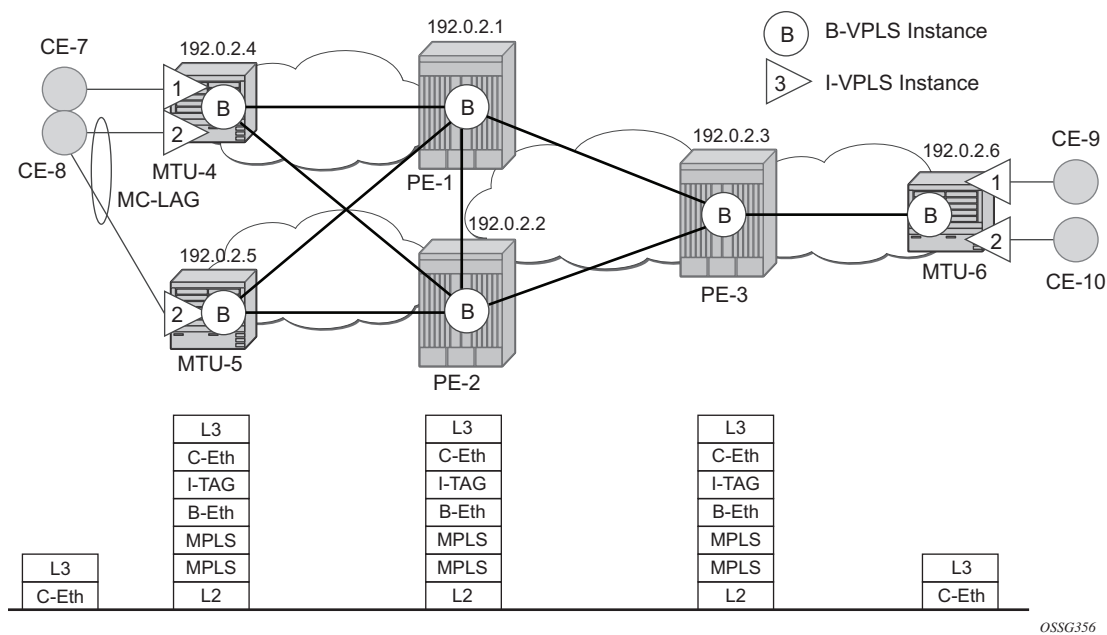 CE-7
192.0.2.4
192.0.2.1
B
B-VPLS Instance
3
I-VPLS Instance
1
B
B
2
CE-8
MTU-4
PE-1
MC-LAG
192.0.2.3
192.0.2.6
CE-9
1
B
B
2
MTU-6
CE-10
PE-3
192.0.2.5
192.0.2.2
2
B
B
MTU-5
PE-2
L3
C-Eth
L3
C-Eth
I-TAG
B-Eth
MPLS
MPLS
L2
L3
C-Eth
I-TAG
B-Eth
MPLS
MPLS
L2
L3
C-Eth
I-TAG
B-Eth
MPLS
MPLS
L2
L3
C-Eth
OSSG356